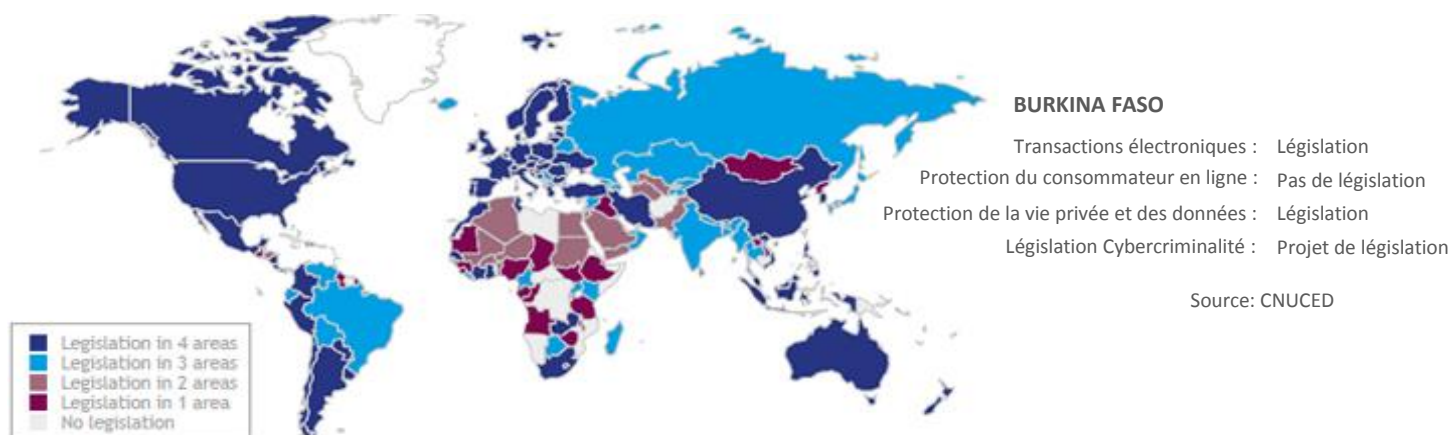 BURKINA FASO
Transactions électroniques : Législation
Protection du consommateur en ligne : Pas de législation
Protection de la vie privée et des données : Législation
Législation Cybercriminalité : Projet de législation
Source: CNUCED
Legislation in 4 areas
Legislation in 3 areas
Legislation in 2 areas
Legislation in 1 area
No legislation